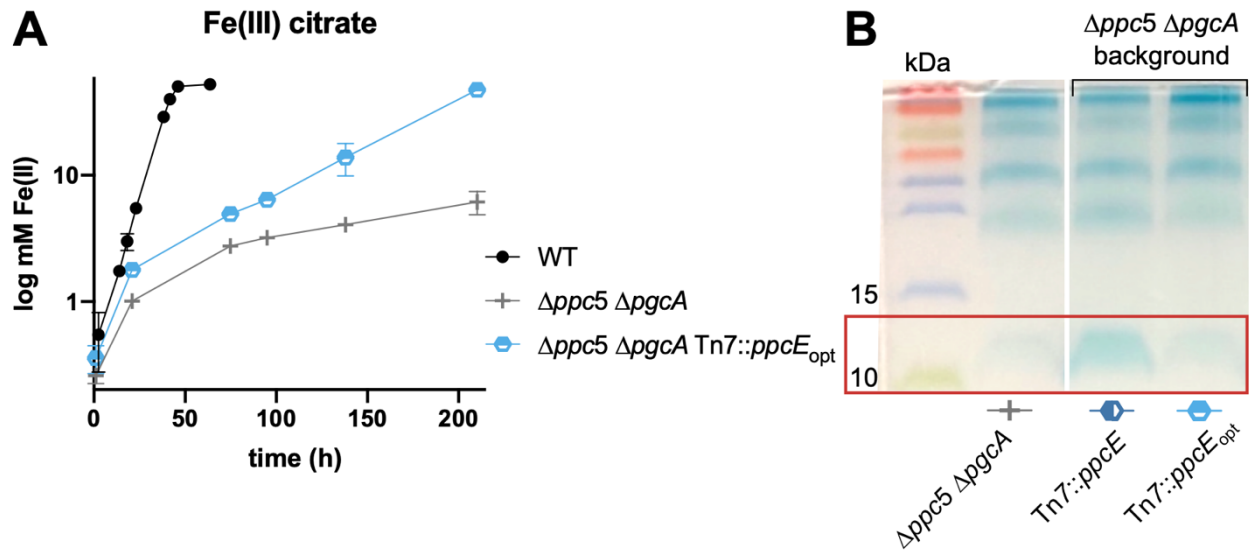 A
Fe(III) citrate
log mM Fe(II)
10
1
0
50
100
150
200
time (h)
WT
Δppc5 ΔpgcA
Δppc5 ΔpgcA Tn7::ppcEopt
B
kDa
Δppc5 ΔpgcA
background
15
10
Δppc5 ΔpgcA
Tn7::ppcE
Tn7::ppcEopt